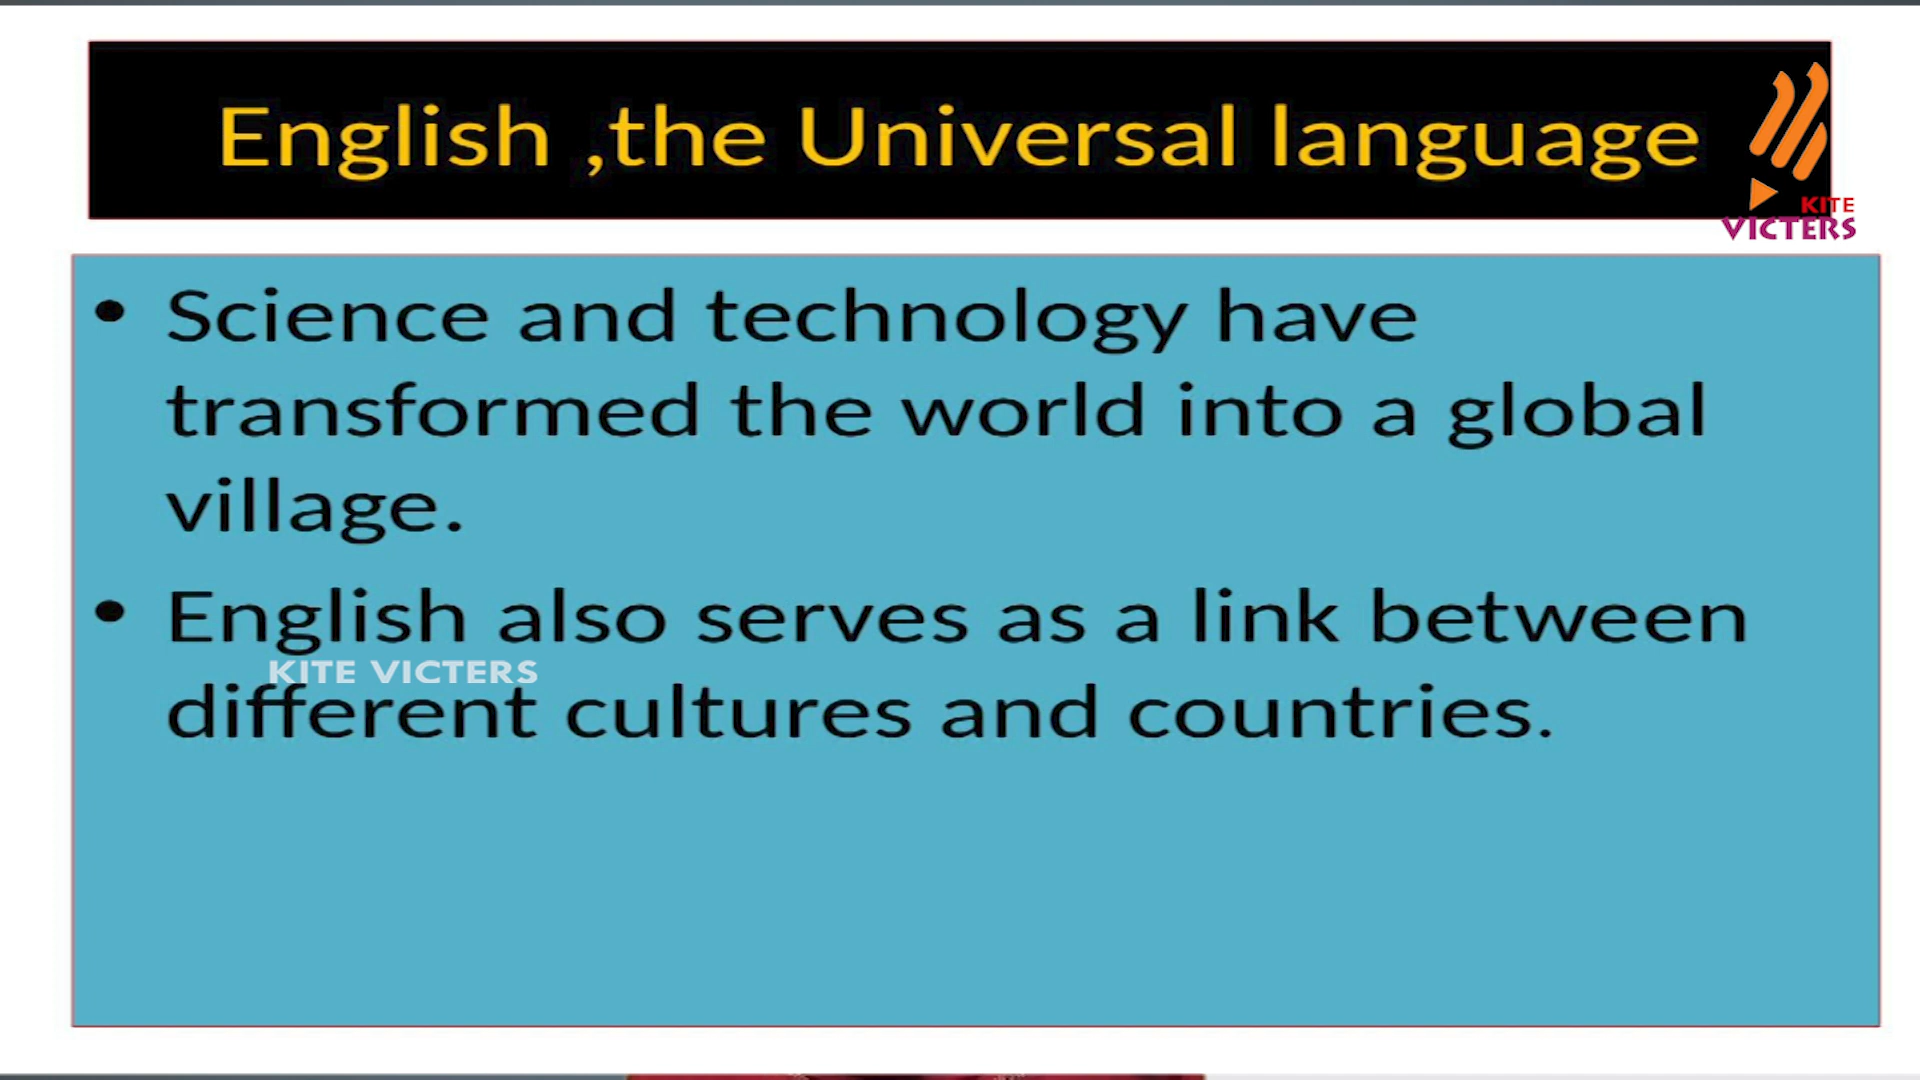 English ,the Universal language
KITE
VICTERS
• Science and technology have
transformed the world into a global
village.
• English also serves as a link between
KITE VICTERS
different cultures and countries.